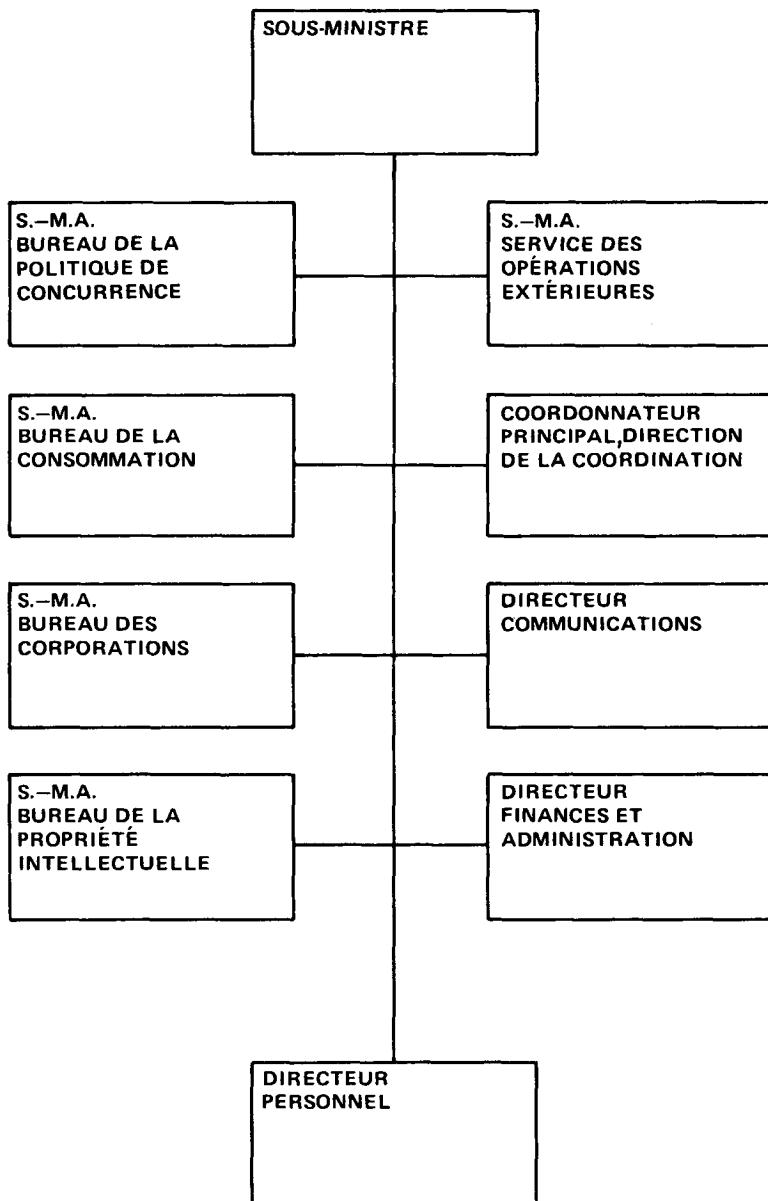 SOUS-MINISTRE
S.–M.A.
BUREAU DE LA
POLITIQUE DE
CONCURRENCE
S.–M.A.
SERVICE DES
OPÉRATIONS
EXTÉRIEURES
S.–M.A.
BUREAU DE LA
CONSOMMATION
COORDONNATEUR
PRINCIPAL,DIRECTION
DE LA COORDINATION
S.–M.A.
BUREAU DES
CORPORATIONS
DIRECTEUR
COMMUNICATIONS
S.–M.A.
BUREAU DE LA
PROPRIÉTÉ
INTELLECTUELLE
DIRECTEUR
FINANCES ET
ADMINISTRATION
DIRECTEUR
PERSONNEL